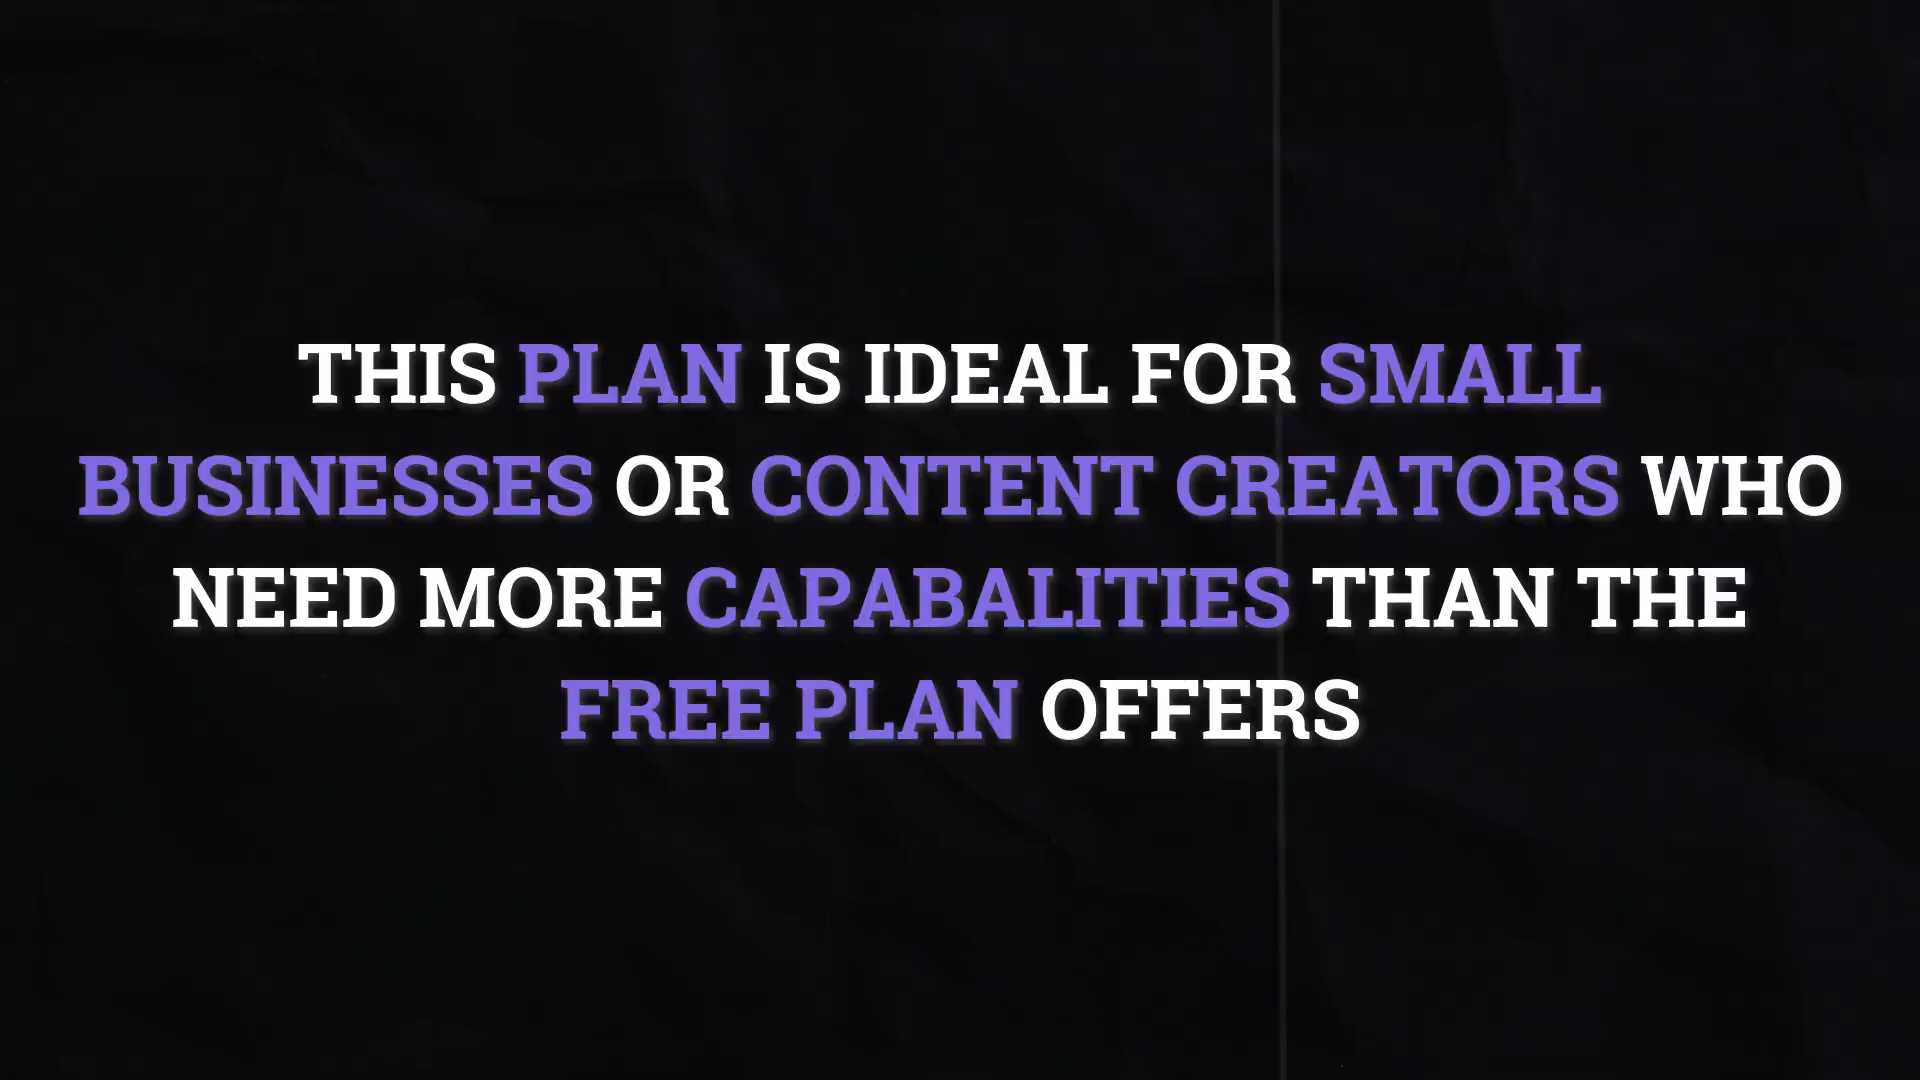 THIS PLAN IS IDEAL FOR SMALL
BUSINESSES OR CONTENT CREATORS WHO
NEED MORE CAPABALITIES THAN THE
FREE PLAN OFFERS